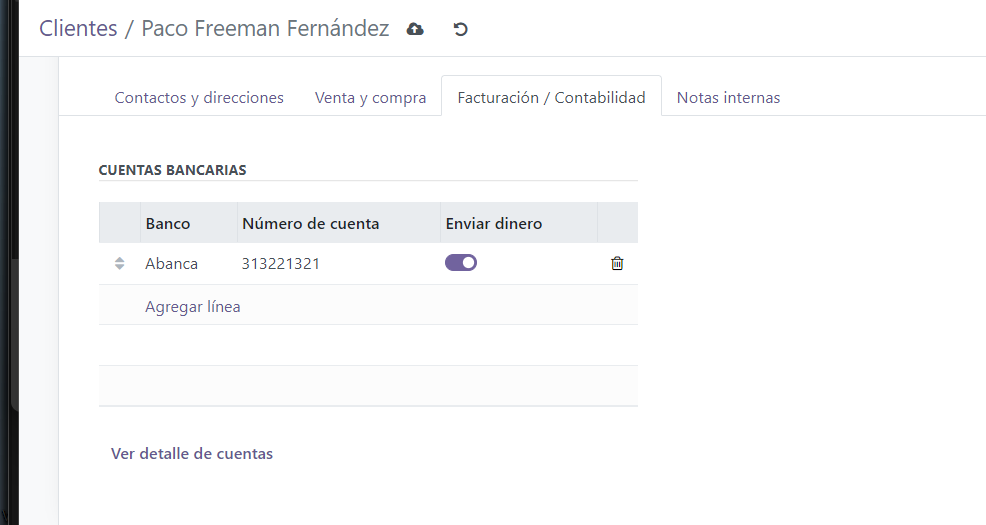 Clientes / Paco Freeman Fernández
Contactos y direcciones Venta y compra Facturación / Contabilidad Notas internas
CUENTAS BANCARIAS
Banco Número de cuenta Enviar dinero
Abanca 313221321
Agregar línea
Ver detalle de cuentas